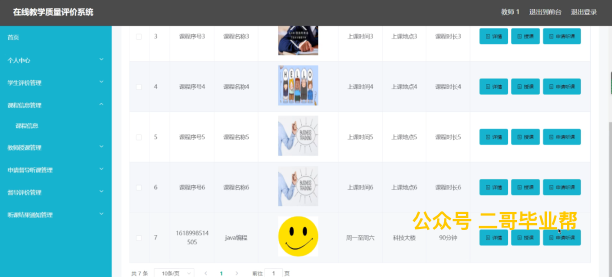 在线教学质量评价系统
教师 1 退出到前台 退出登录
首页
个人中心
学生评价管理
课程信息管理
课程信息
教师授课管理
申请督导听课管理
督导评价管理
听课结果通知管理
3 课程序号3 课程名称3 上课时间3 上课地点3 课程时长3 详情 授课 申请听课
4 课程序号4 课程名称4 上课时间4 上课地点4 课程时长4 详情 授课 申请听课
5 课程序号5 课程名称5 上课时间5 上课地点5 课程时长5 详情 授课 申请听课
6 课程序号6 课程名称6 上课时间6 上课地点6 课程时长6 详情 授课 申请听课
7 1618998514505 java编程 周一至周六 科技大楼 90分钟 详情 授课 申请听课
公众号 二哥毕业帮
共 7 条 10条/页 1 前往 1 页